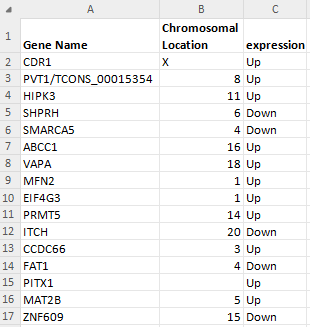 A B C
1 Gene Name Chromosomal Location expression
2 CDR1 X Up
3 PVT1/TCONS_00015354 8 Up
4 HIPK3 11 Up
5 SHPRH 6 Down
6 SMARCA5 4 Down
7 ABCC1 16 Up
8 VAPA 18 Up
9 MFN2 1 Up
10 EIF4G3 1 Up
11 PRMT5 14 Up
12 ITCH 20 Down
13 CCDC66 3 Up
14 FAT1 4 Down
15 PITX1 Up
16 MAT2B 5 Up
17 ZNF609 15 Down